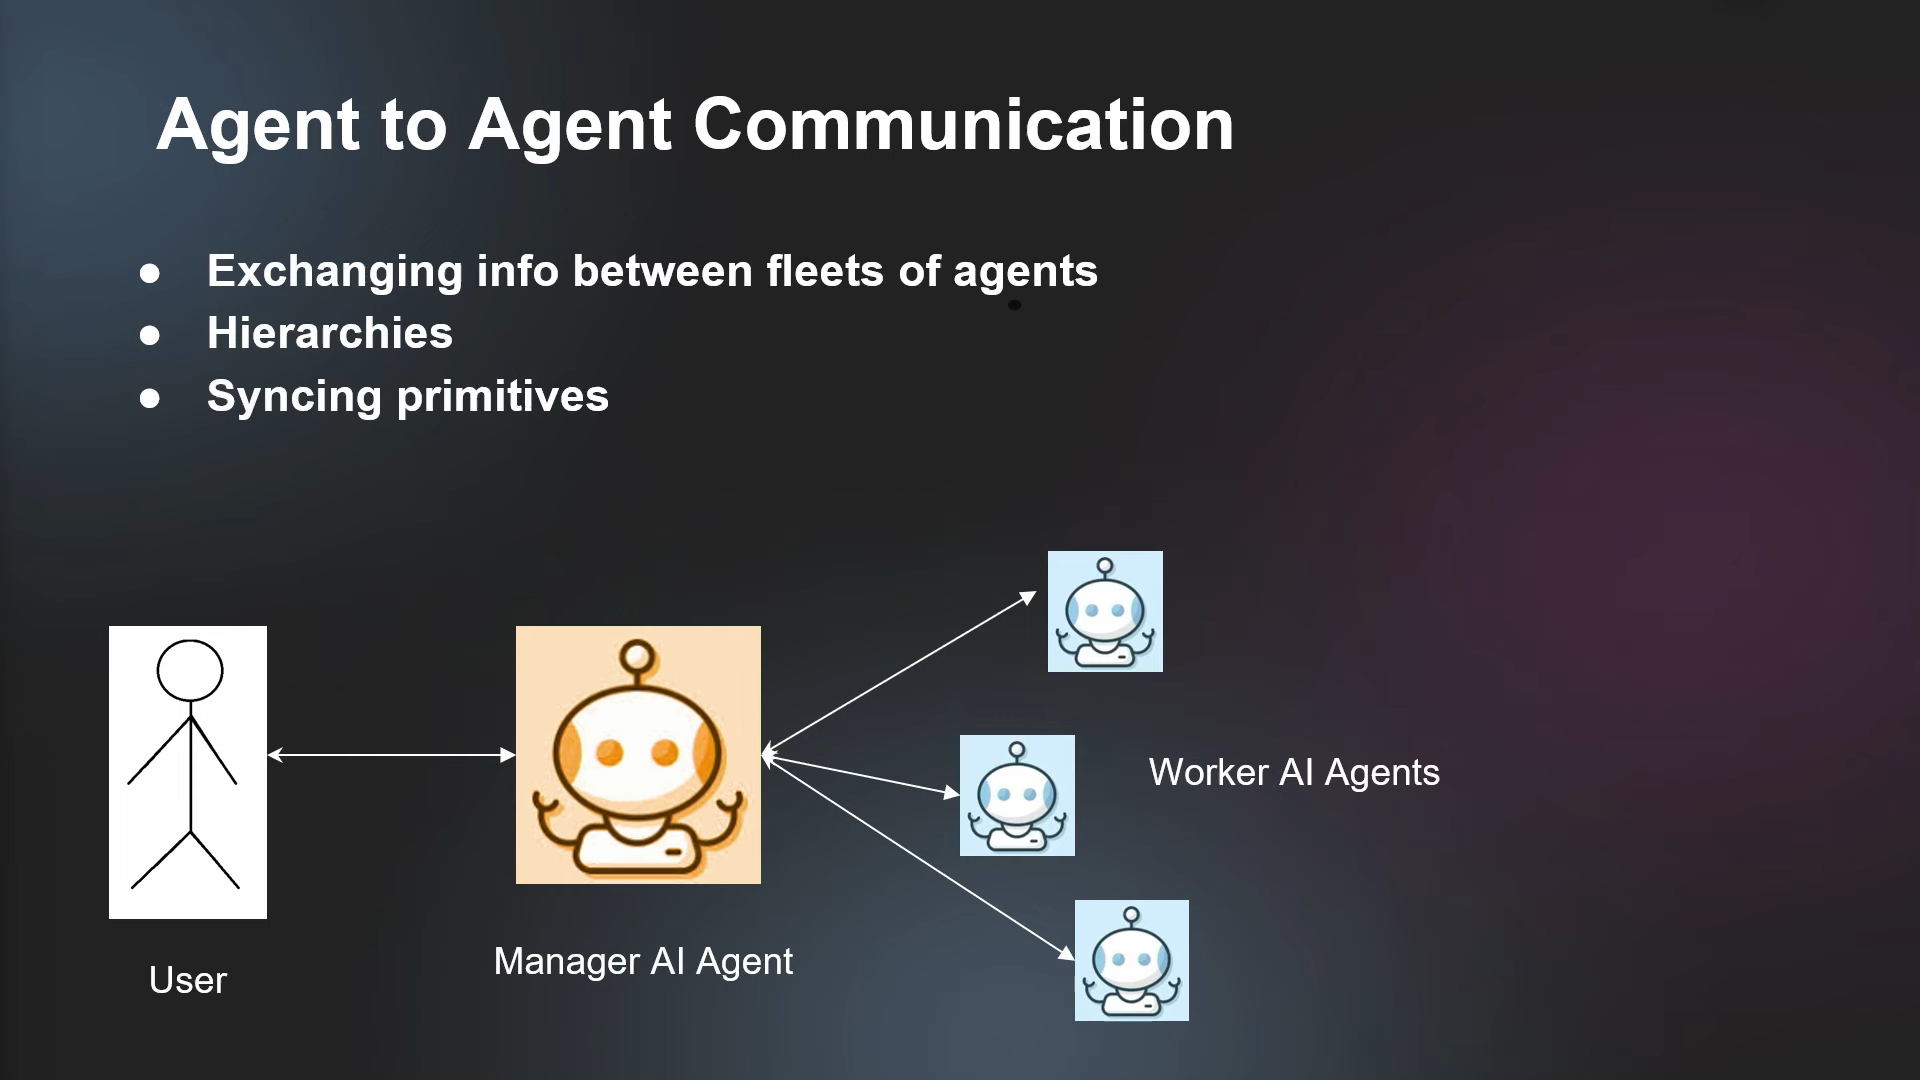 Agent to Agent Communication
● Exchanging info between fleets of agents
● Hierarchies
● Syncing primitives
Worker AI Agents
Manager AI Agent
User